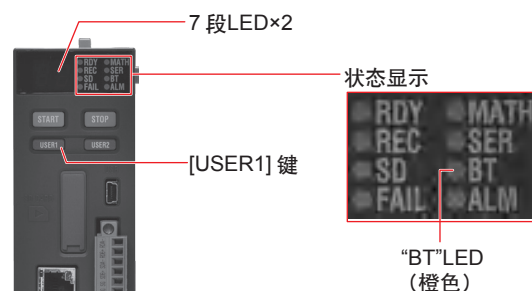 7 段LED×2
RDY MATH
REC SER
SD BT
FAIL ALM
START STOP
USER1 USER2
[USER1] 键
状态显示
RDY MATH
REC SER
SD BT
FAIL ALM
“BT”LED
（橙色）